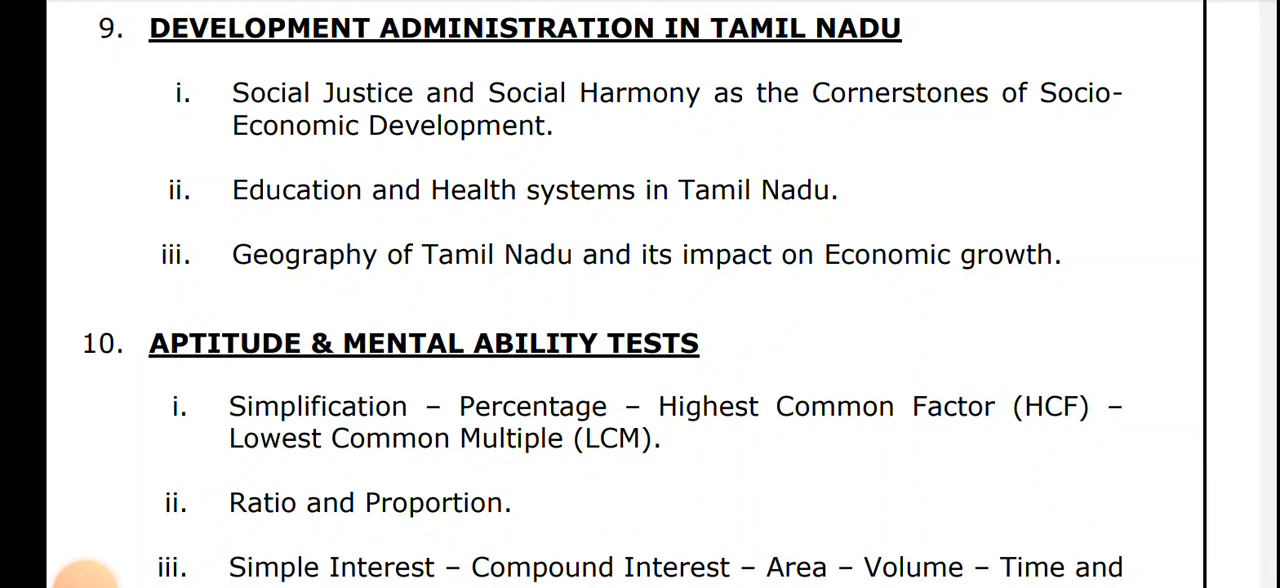 9. DEVELOPMENT ADMINISTRATION IN TAMIL NADU
i. Social Justice and Social Harmony as the Cornerstones of Socio-
Economic Development.
ii. Education and Health systems in Tamil Nadu.
iii. Geography of Tamil Nadu and its impact on Economic growth.
10. APTITUDE & MENTAL ABILITY TESTS
i. Simplification – Percentage – Highest Common Factor (HCF) –
Lowest Common Multiple (LCM).
ii. Ratio and Proportion.
iii. Simple Interest – Compound Interest – Area – Volume – Time and